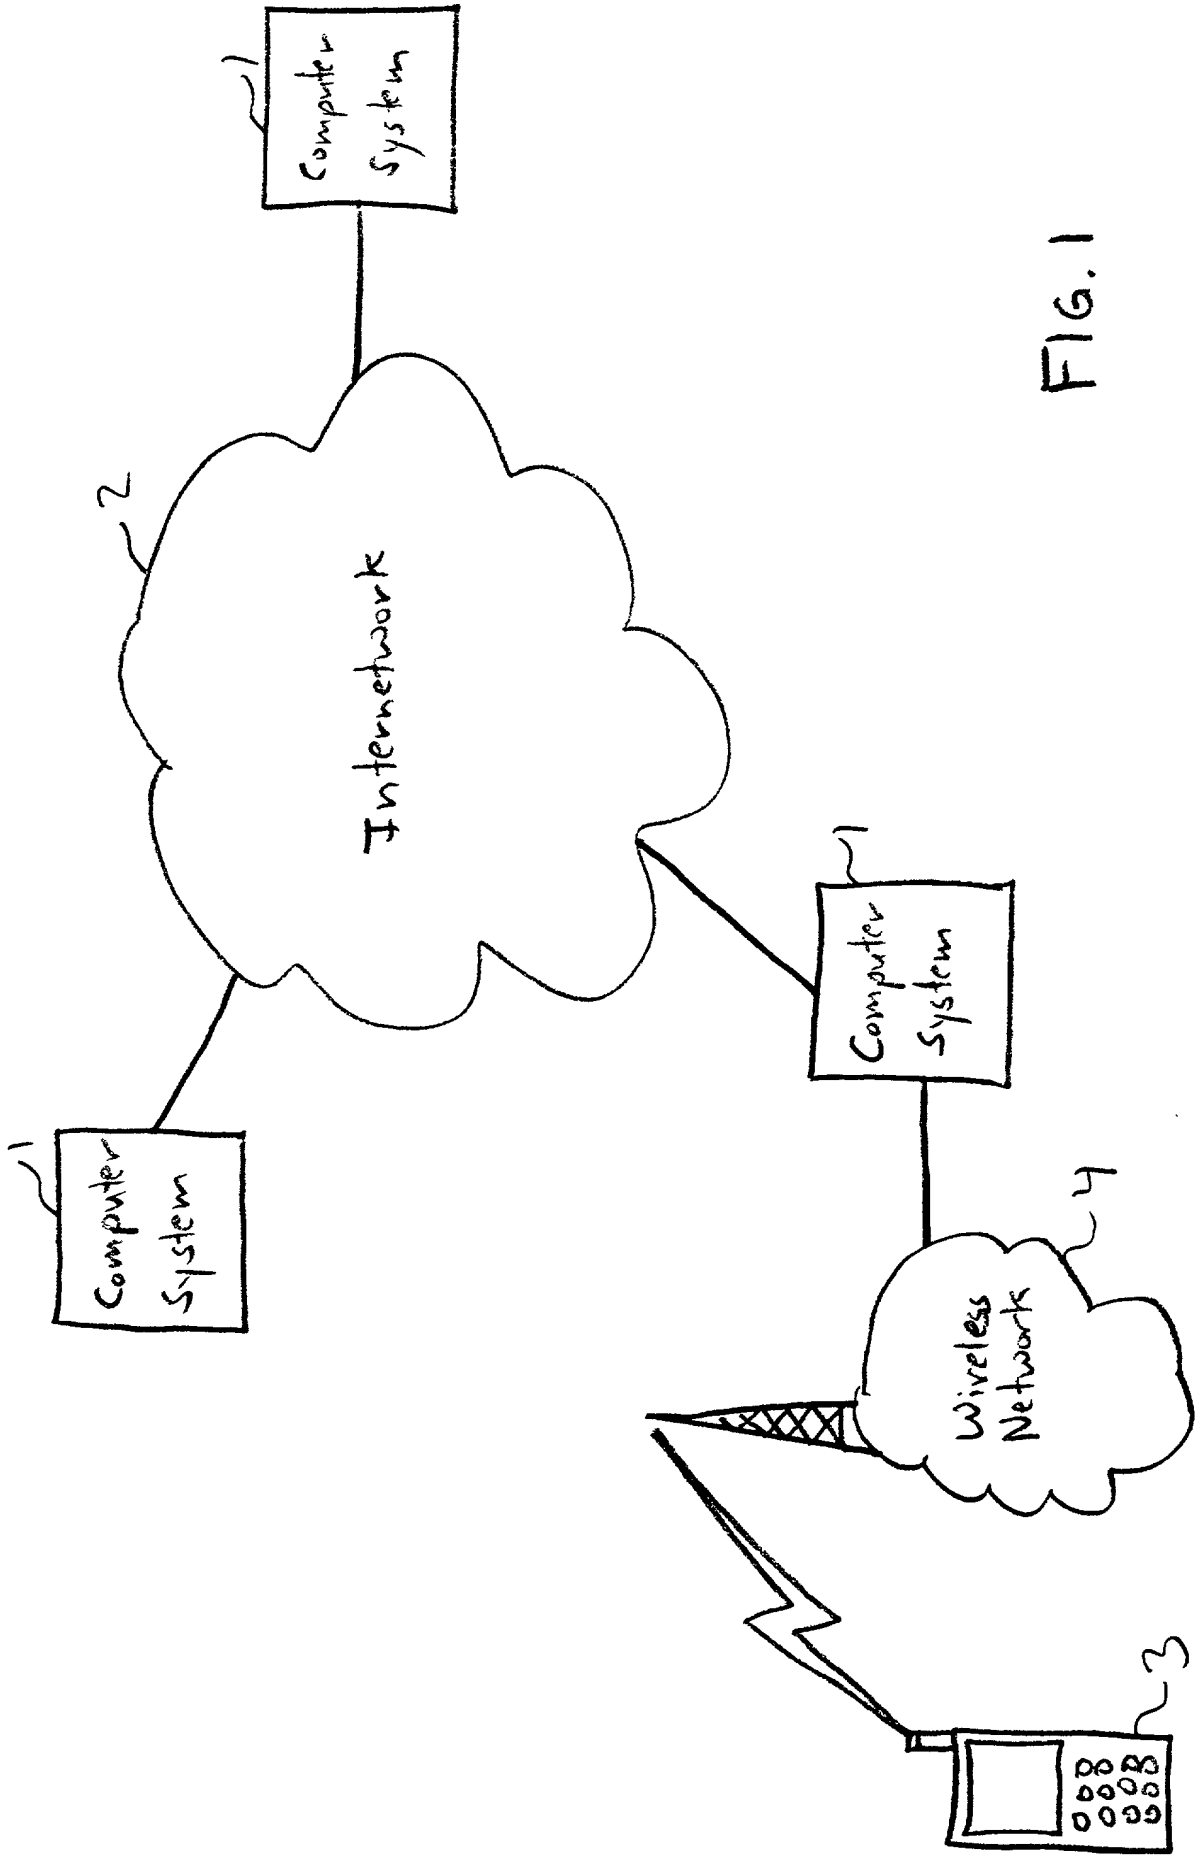 1
Computer
System
2
Internetwork
1
Computer
System
1
Computer
System
4
Wireless
Network
3
FIG. 1